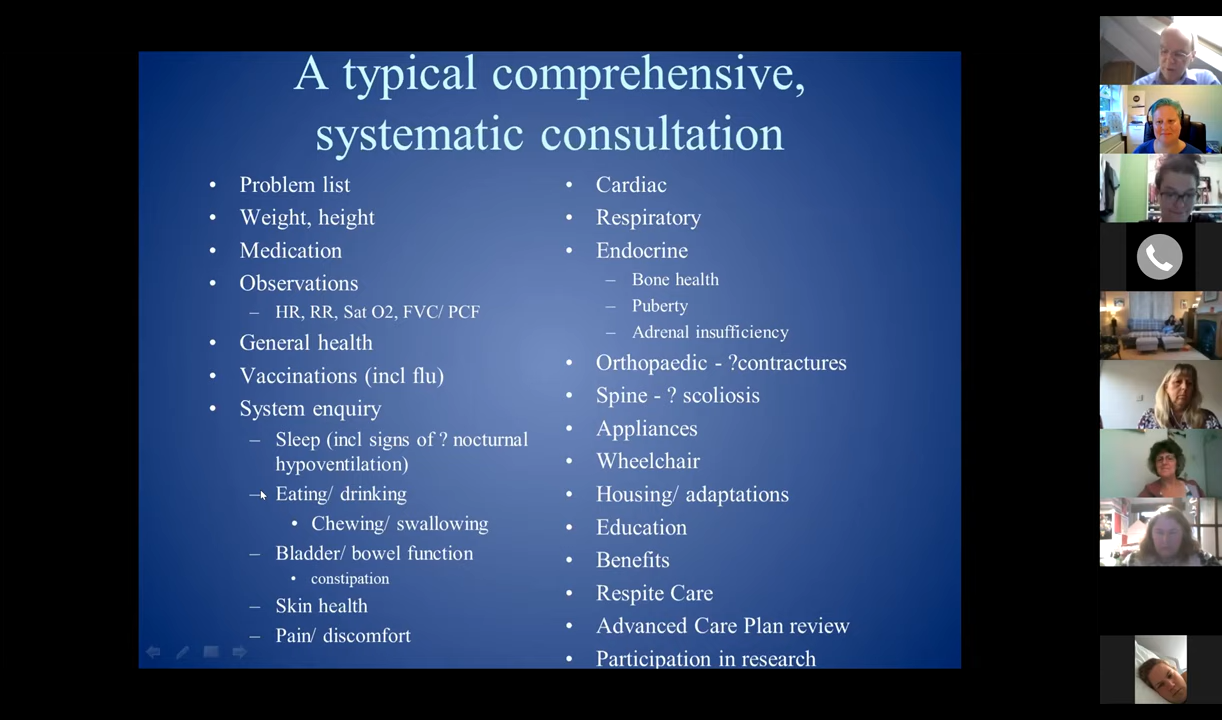 A typical comprehensive,
systematic consultation
• Problem list
• Weight, height
• Medication
• Observations
– HR, RR, Sat O2, FVC/ PCF
• General health
• Vaccinations (incl flu)
• System enquiry
– Sleep (incl signs of ? nocturnal
hypoventilation)
– Eating/ drinking
• Chewing/ swallowing
– Bladder/ bowel function
• constipation
– Skin health
– Pain/ discomfort
• Cardiac
• Respiratory
• Endocrine
– Bone health
– Puberty
– Adrenal insufficiency
• Orthopaedic - ?contractures
• Spine - ? scoliosis
• Appliances
• Wheelchair
• Housing/ adaptations
• Education
• Benefits
• Respite Care
• Advanced Care Plan review
• Participation in research